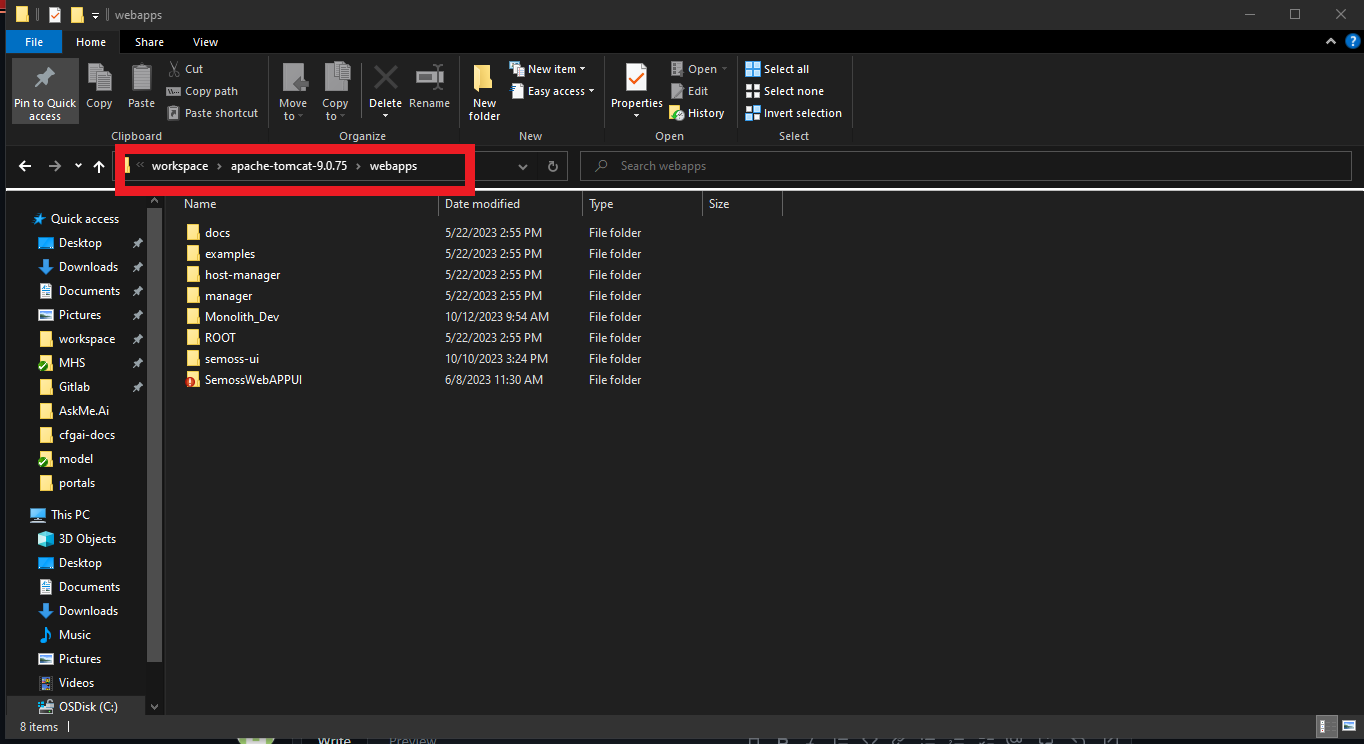 webapps
File Home Share View
Pin to Quick access
Copy
Paste
Cut
Copy path
Paste shortcut
Clipboard
Move to
Copy to
Delete
Rename
Organize
New folder
New item
Easy access
New
Properties
Open
Edit
History
Open
Select all
Select none
Invert selection
Select
« workspace > apache-tomcat-9.0.75 > webapps
Search webapps
Name Date modified Type Size
docs 5/22/2023 2:55 PM File folder
examples 5/22/2023 2:55 PM File folder
host-manager 5/22/2023 2:55 PM File folder
manager 5/22/2023 2:55 PM File folder
Monolith_Dev 10/12/2023 9:54 AM File folder
ROOT 5/22/2023 2:55 PM File folder
semoss-ui 10/10/2023 3:24 PM File folder
SemossWebAPPUI 6/8/2023 11:30 AM File folder
Quick access
Desktop
Downloads
Documents
Pictures
workspace
MHS
Gitlab
AskMe.Ai
cfgai-docs
model
portals
This PC
3D Objects
Desktop
Documents
Downloads
Music
Pictures
Videos
OSDisk (C:)
8 items
Write Preview